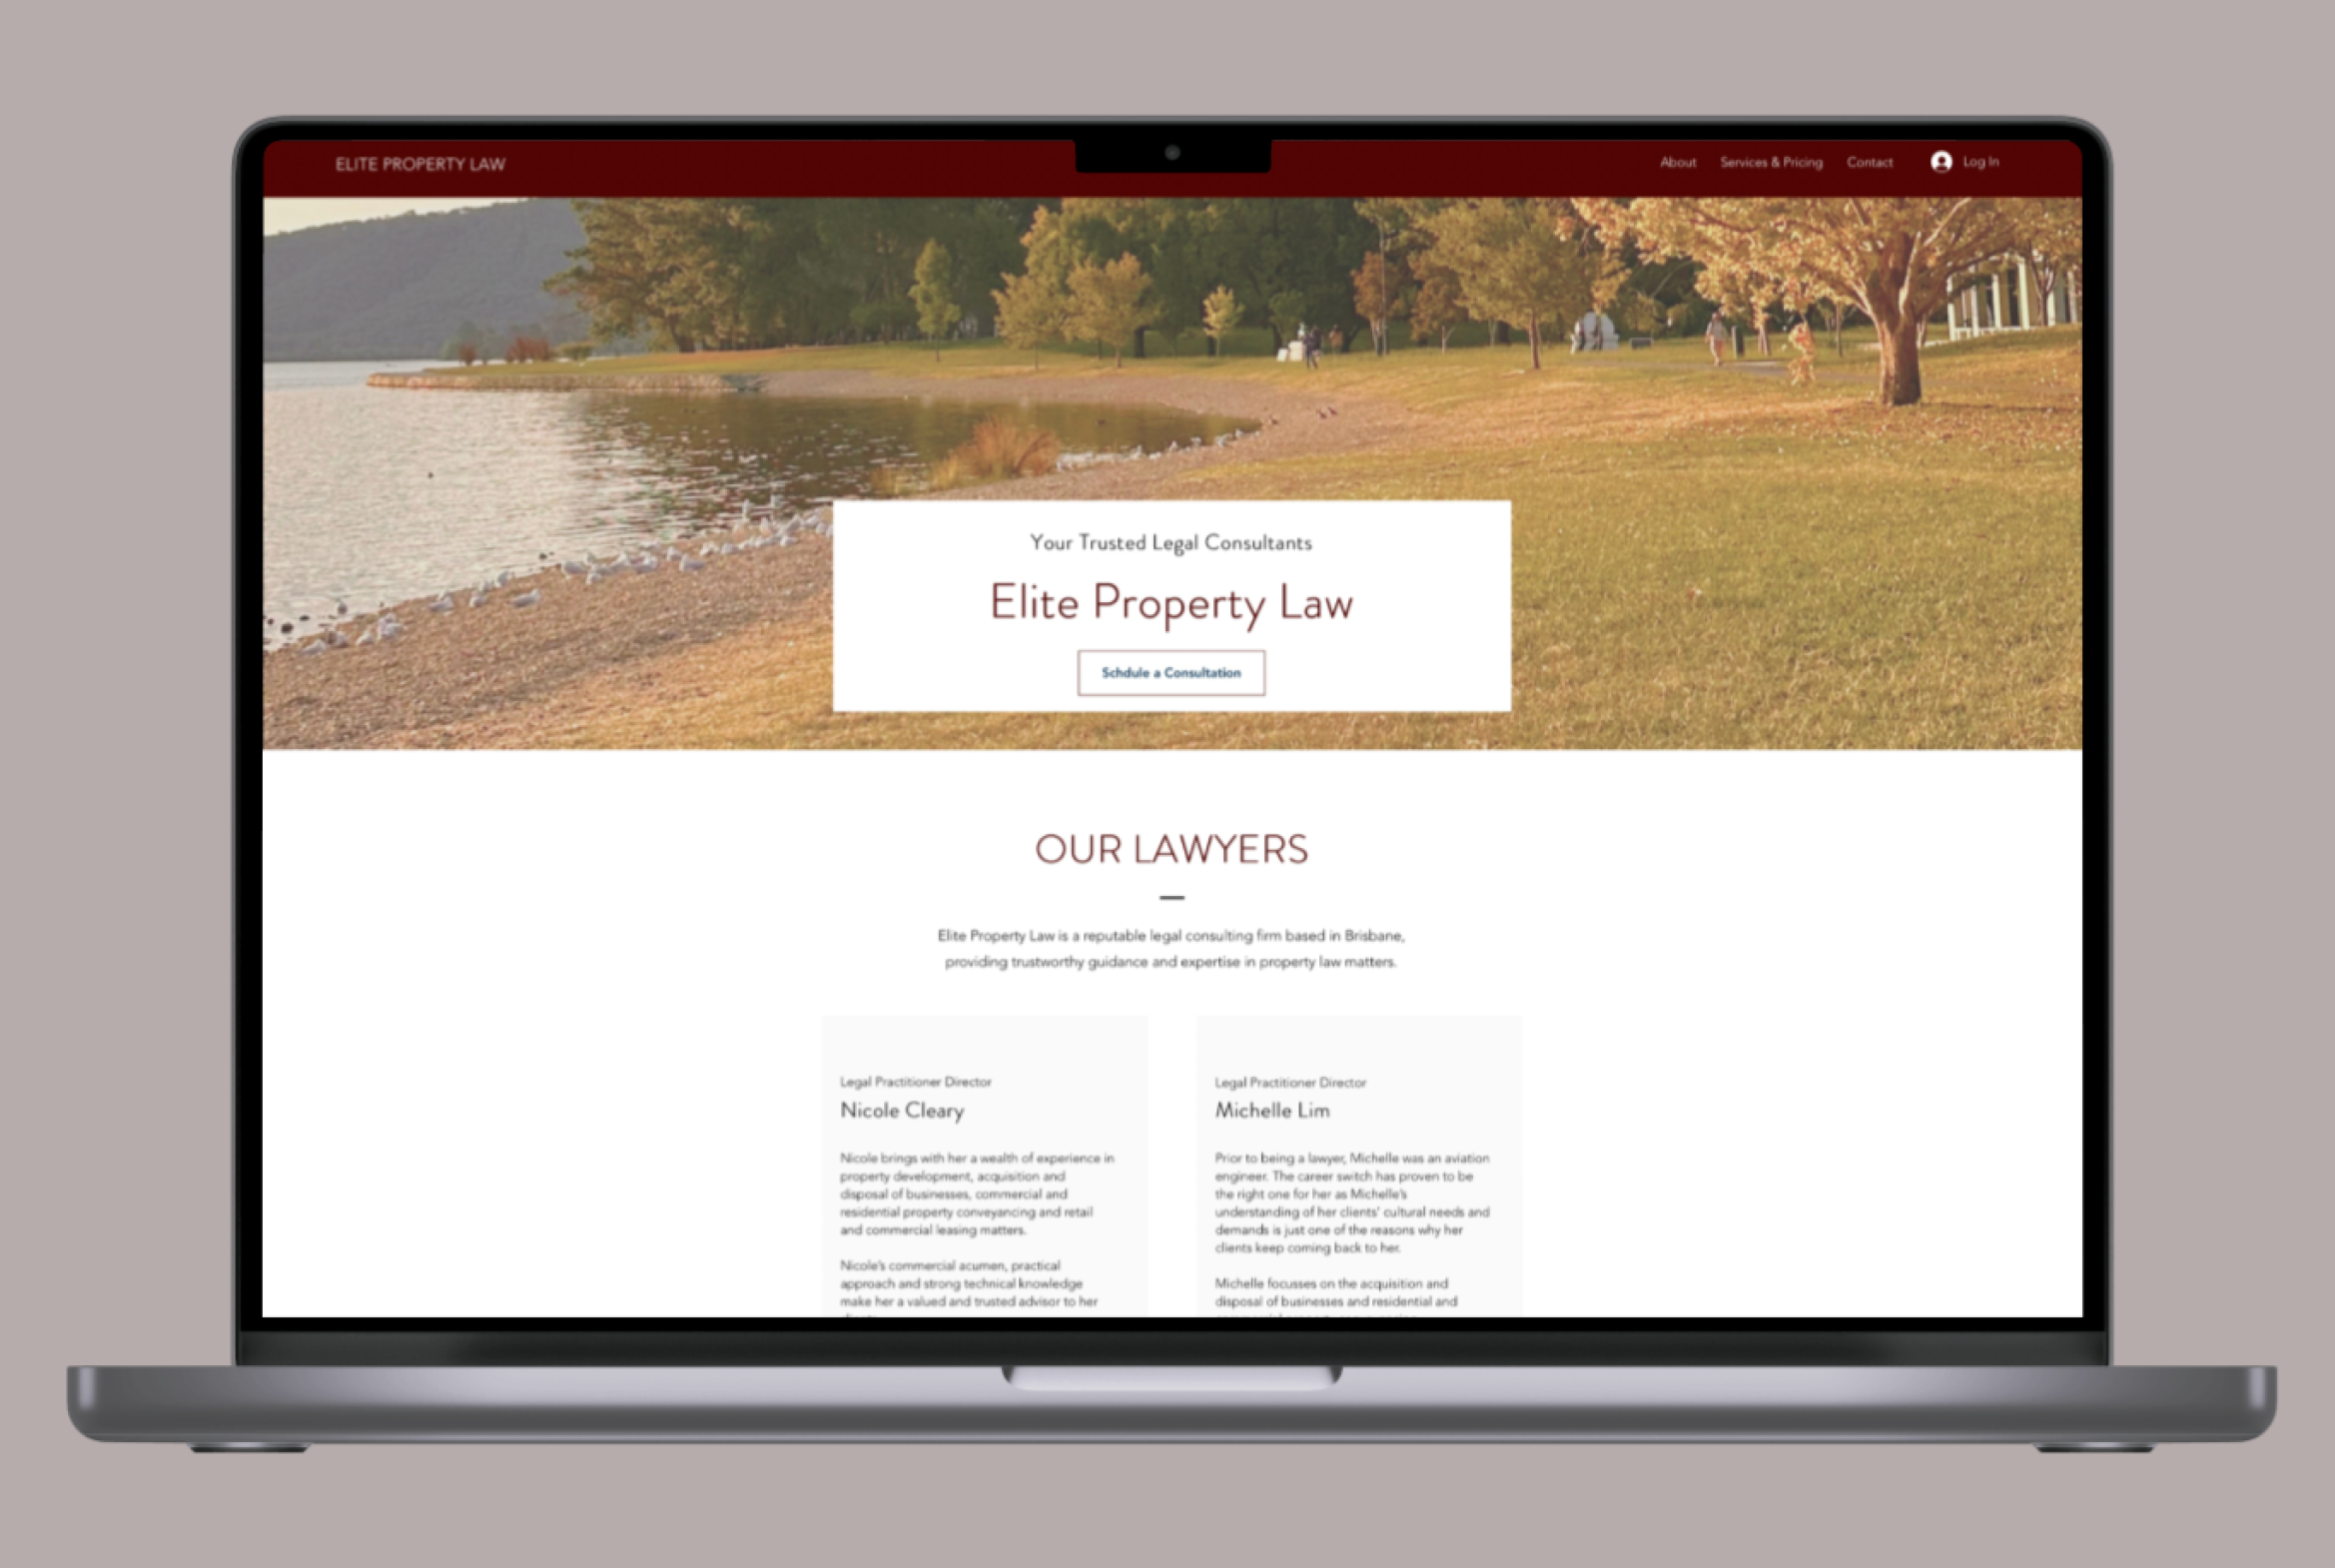 ELITE PROPERTY LAW
About Services & Pricing Contact Log In
Your Trusted Legal Consultants
Elite Property Law
Schdule a Consultation
OUR LAWYERS
Elite Property Law is a reputable legal consulting firm based in Brisbane,
providing trustworthy guidance and expertise in property law matters.
Legal Practitioner Director
Nicole Cleary
Nicole brings with her a wealth of experience in
property development, acquisition and
disposal of businesses, commercial and
residential property conveyancing and retail
and commercial leasing matters.
Nicole's commercial acumen, practical
approach and strong technical knowledge
make her a valued and trusted advisor to her
Legal Practitioner Director
Michelle Lim
Prior to being a lawyer, Michelle was an aviation
engineer. The career switch has proven to be
the right one for her as Michelle's
understanding of her clients' cultural needs and
demands is just one of the reasons why her
clients keep coming back to her.
Michelle focusses on the acquisition and
disposal of businesses and residential and